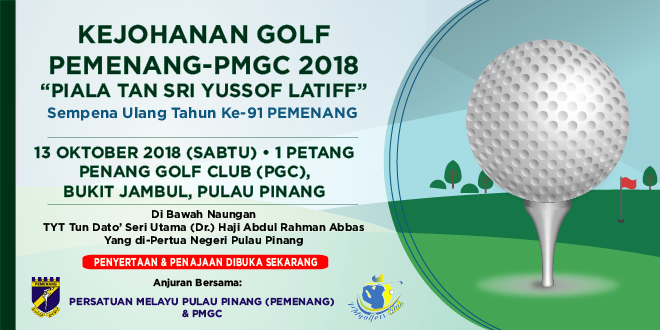 KEJOHANAN GOLF
PEMENANG-PMGC 2018
“PIALA TAN SRI YUSSOF LATIFF”
Sempena Ulang Tahun Ke-91 PEMENANG
13 OKTOBER 2018 (SABTU) • 1 PETANG
PENANG GOLF CLUB (PGC),
BUKIT JAMBUL, PULAU PINANG
Di Bawah Naungan
TYT Tun Dato’ Seri Utama (Dr.) Haji Abdul Rahman Abbas
Yang di-Pertua Negeri Pulau Pinang
PENYERTAAN & PENAJAAN DIBUKA SEKARANG
Anjuran Bersama:
PERSATUAN MELAYU PULAU PINANG (PEMENANG)
& PMGC